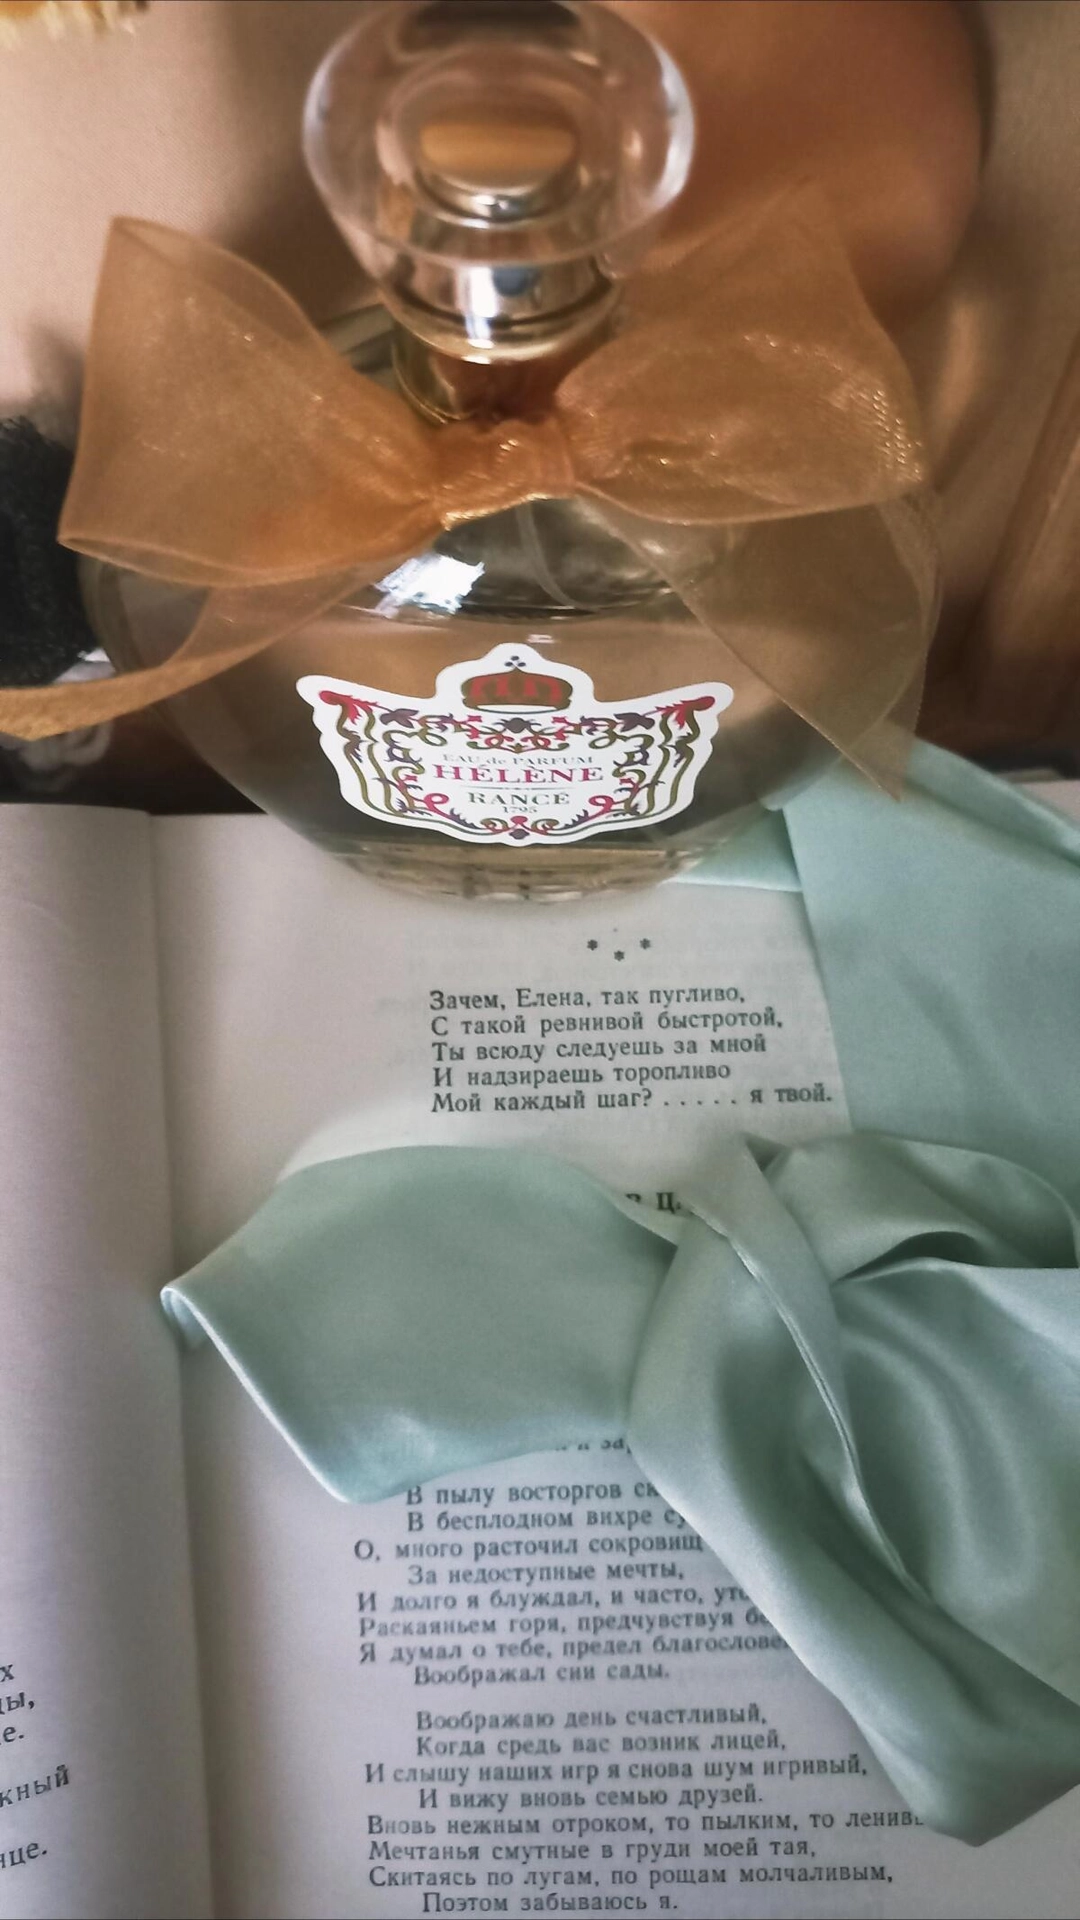 EAU de PARFUM
HÉLÈNE
RANCÉ
1795
* * *
Зачем, Елена, так пугливо,
С такой ревнивой быстротой,
Ты всюду следуешь за мной
И надзираешь торопливо
Мой каждый шаг? ..... я твой.
Ц.
В пылу восторгов
В бесплодном вихре
О, много расточил сокровищ
За недоступные мечты,
И долго я блуждал, и часто,
Раскаяньем горя, предчувствуя
Я думал о тебе, предел
Воображал сии сады.
Воображаю день счастливый,
Когда средь вас возник лицей,
И слышу наших игр я снова шум игривый,
И вижу вновь семью друзей.
Вновь нежным отроком, то пылким, то
Мечтанья смутные в груди моей тая,
Скитаясь по лугам, по рощам молчаливым,
Поэтом забываюсь я.